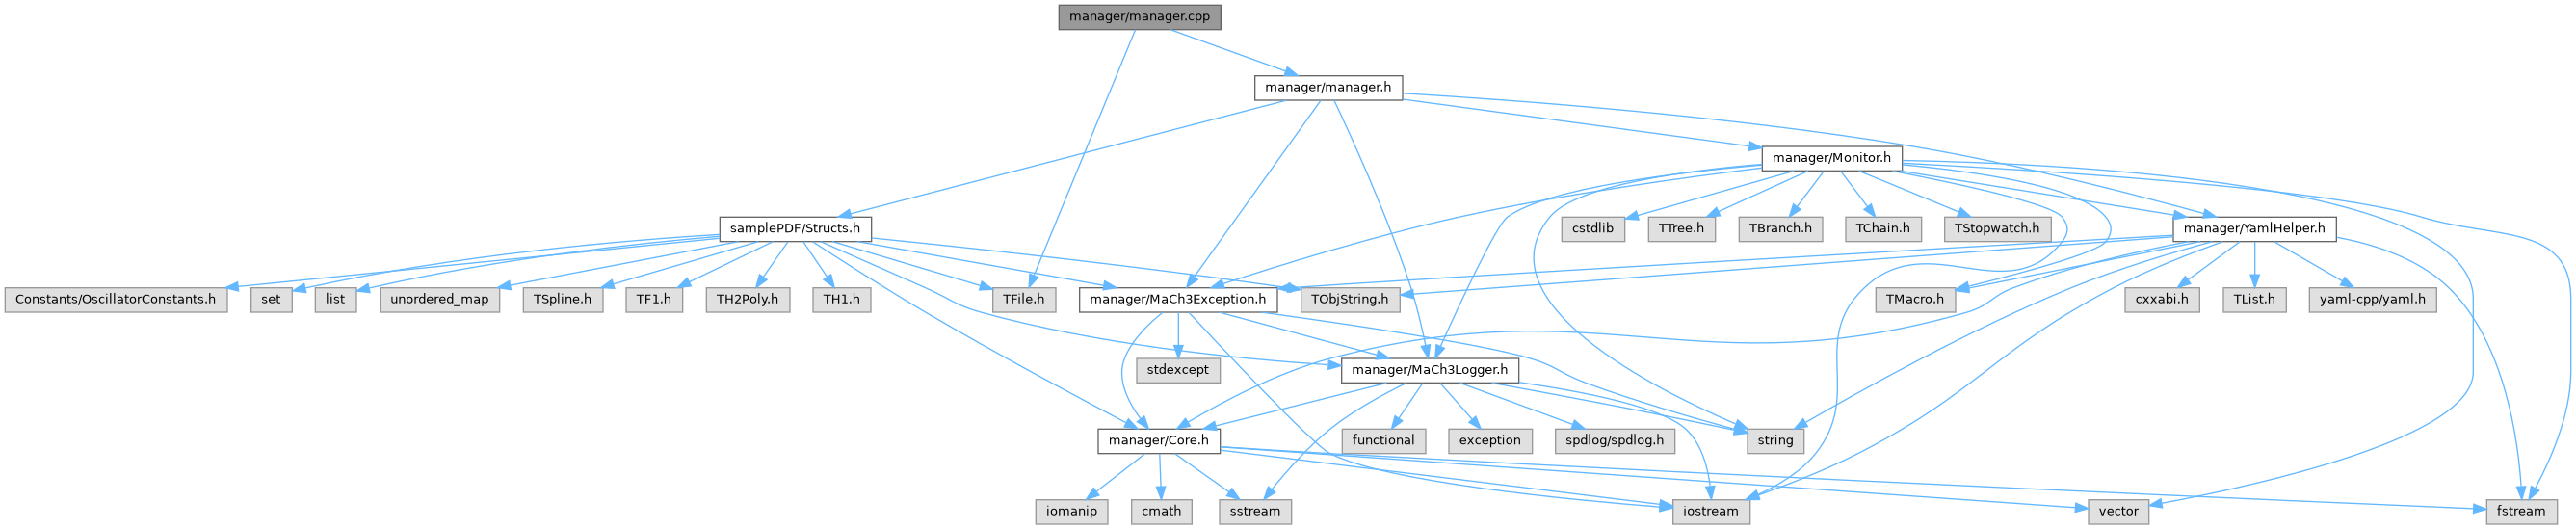 manager/manager.cpp
manager/manager.h
manager/Monitor.h
samplePDF/Structs.h
cstdlib
TTree.h
TBranch.h
TChain.h
TStopwatch.h
manager/YamlHelper.h
Constants/OscillatorConstants.h
set
list
unordered_map
TSpline.h
TF1.h
TH2Poly.h
TH1.h
TFile.h
manager/MaCh3Exception.h
TObjString.h
TMacro.h
cxxabi.h
TList.h
yaml-cpp/yaml.h
stdexcept
manager/MaCh3Logger.h
manager/Core.h
functional
exception
spdlog/spdlog.h
string
iomanip
cmath
sstream
iostream
vector
fstream